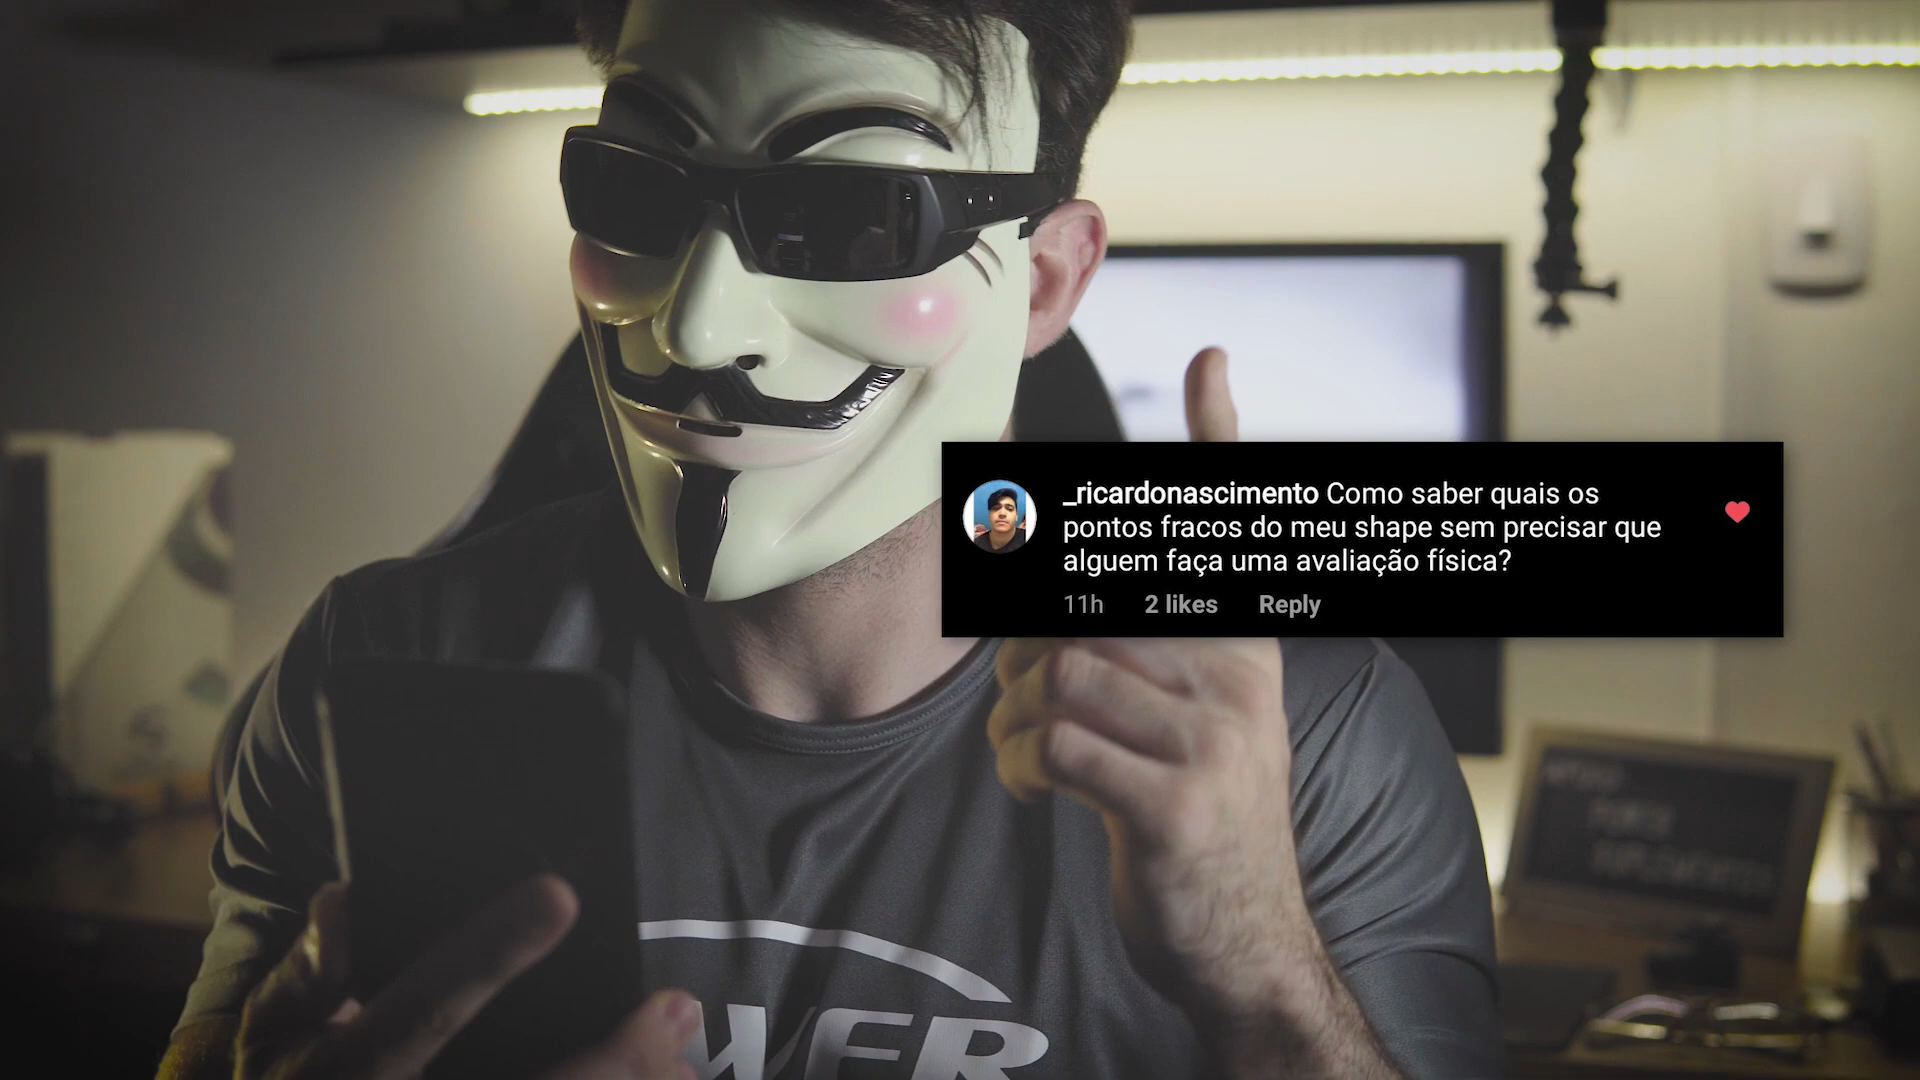 _ricardonascimento Como saber quais os
pontos fracos do meu shape sem precisar que
alguem faça uma avaliação física?
11h 2 likes Reply